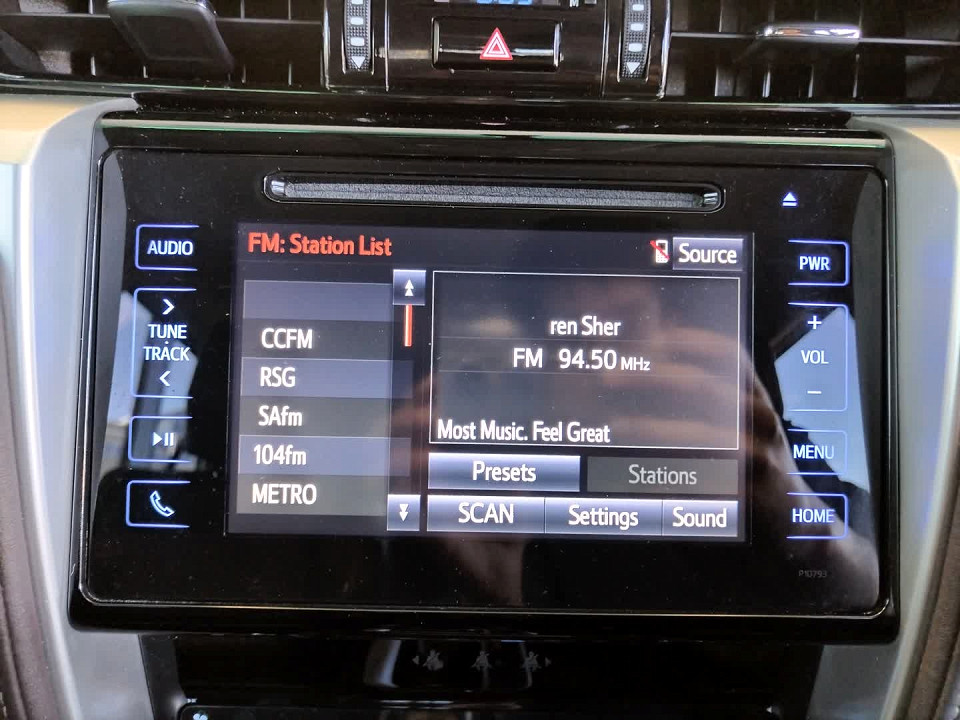 FM: Station List
Source
AUDIO
PWR
CCFM
RSG
SAfm
104fm
METRO
ren Sher
FM 94.50 MHz
Most Music. Feel Great
Presets
Stations
SCAN
Settings
Sound
TUNE
TRACK
+
VOL
-
MENU
HOME
P10793